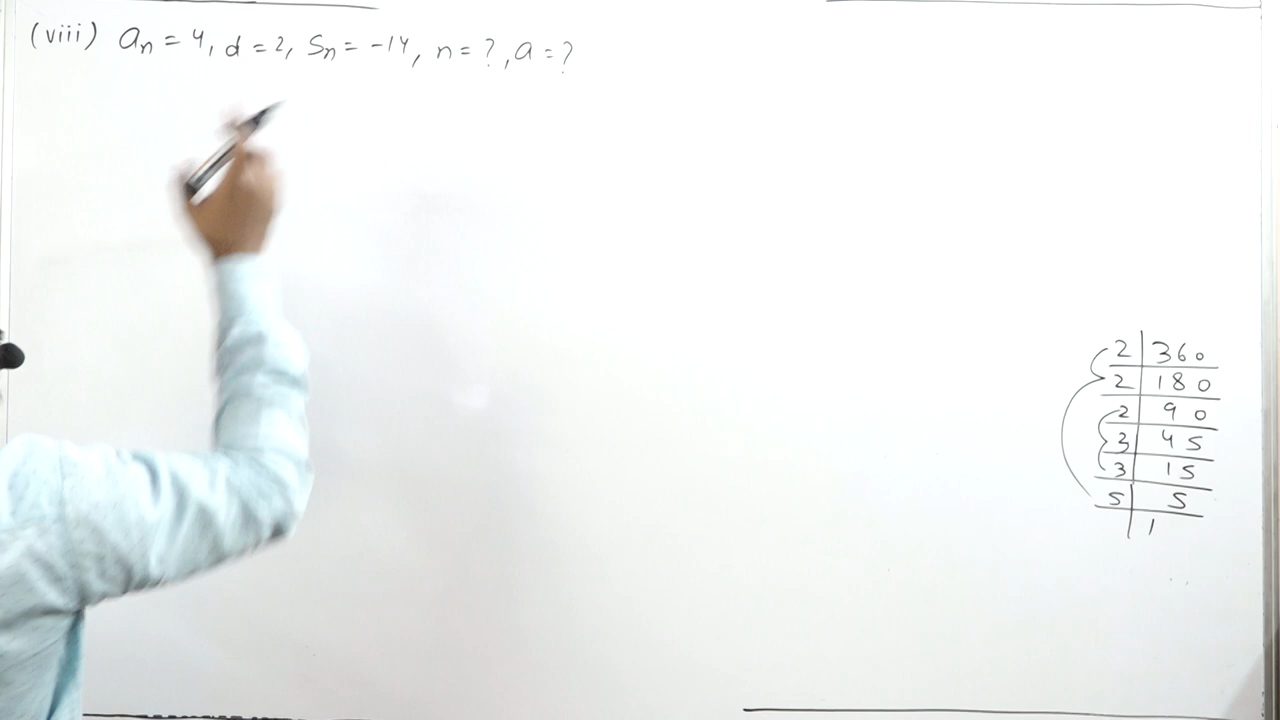 (viii) aₙ = 4, d = 2, Sₙ = -14, n = ?, a = ?
2 | 360
2 | 180
2 | 90
3 | 45
3 | 15
5 | 5
| 1